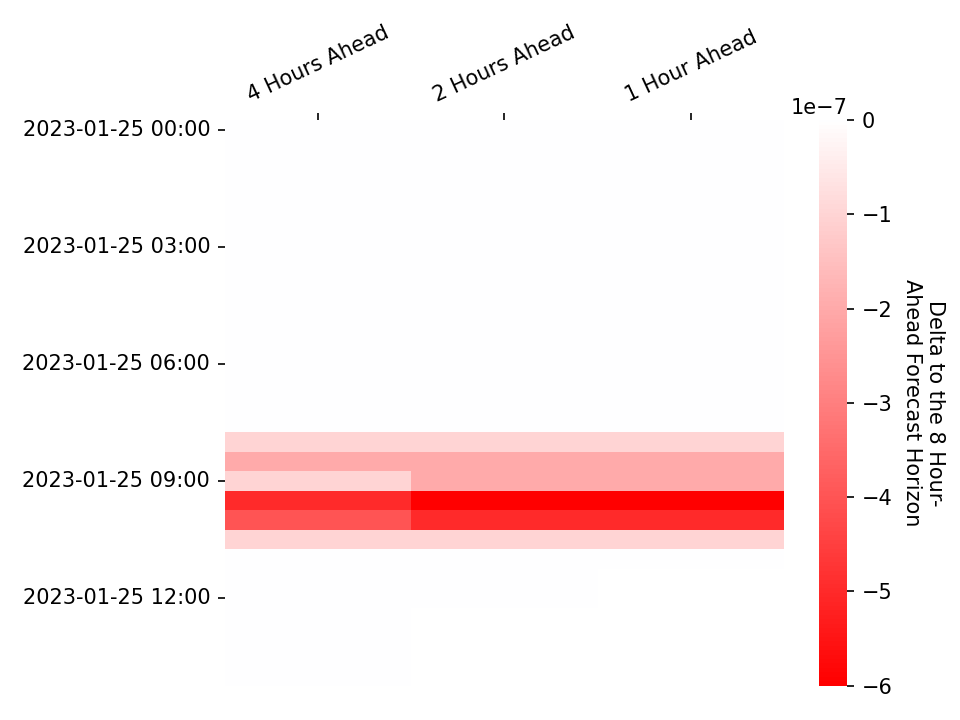 4 Hours Ahead
2 Hours Ahead
1 Hour Ahead
2023-01-25 00:00
2023-01-25 03:00
2023-01-25 06:00
2023-01-25 09:00
2023-01-25 12:00
1e−7
0
−1
−2
−3
−4
−5
−6
Delta to the 8 Hour-
Ahead Forecast Horizon